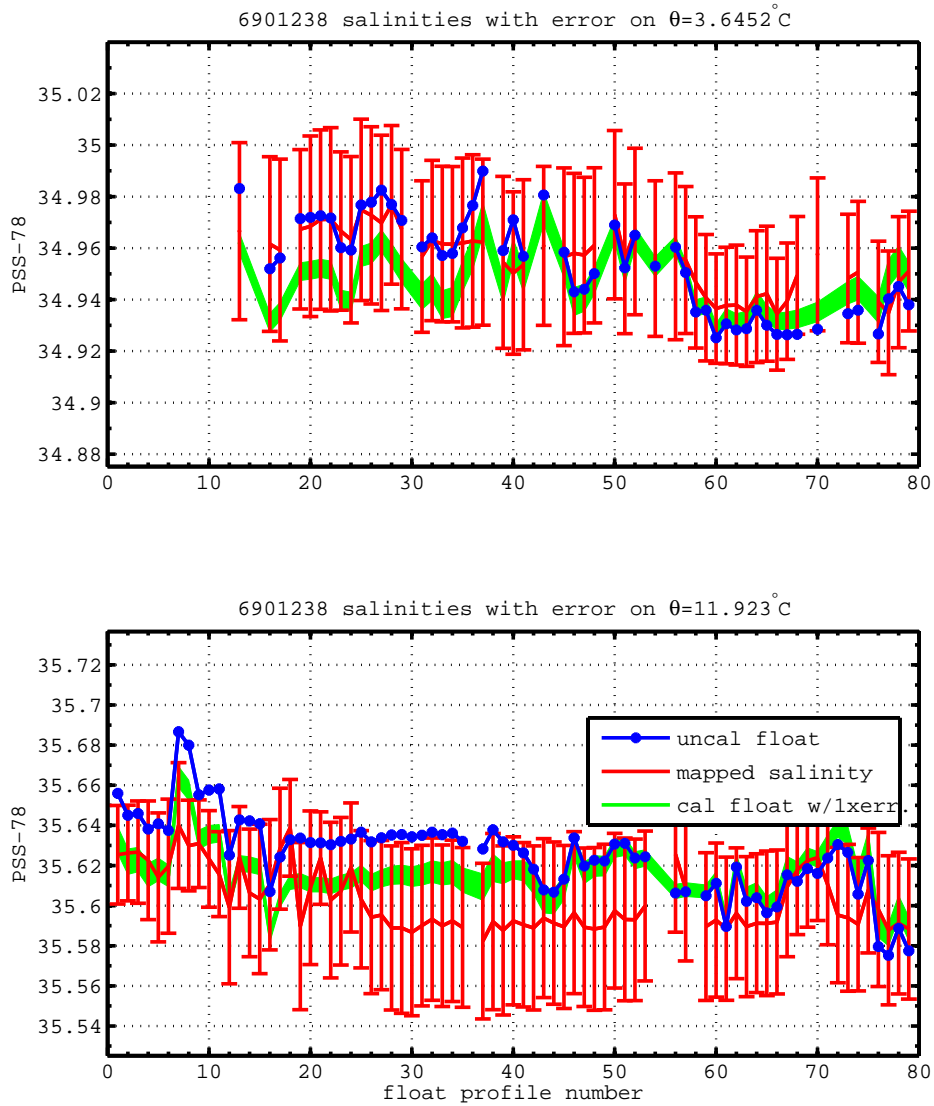 6901238 salinities with error on θ=3.6452°C
PSS-78
35.02
35
34.98
34.96
34.94
34.92
34.9
34.88
0 10 20 30 40 50 60 70 80
6901238 salinities with error on θ=11.923°C
PSS-78
35.72
35.7
35.68
35.66
35.64
35.62
35.6
35.58
35.56
35.54
uncal float
mapped salinity
cal float w/1xerr.
0 10 20 30 40 50 60 70 80
float profile number